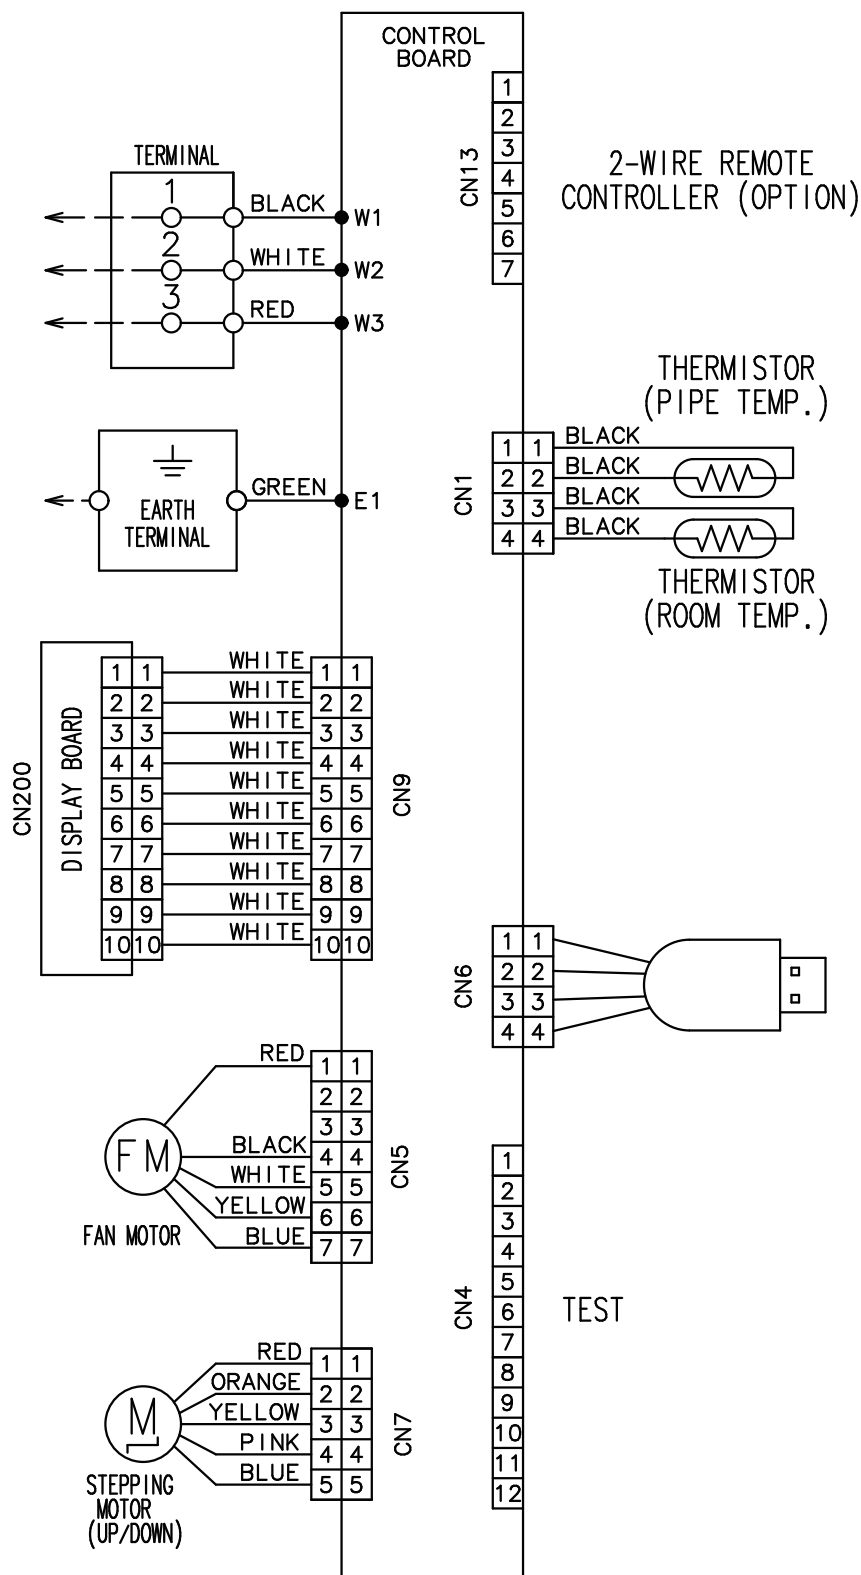 CONTROL
BOARD
TERMINAL
1
BLACK
W1
2
WHITE
W2
3
RED
W3
EARTH
TERMINAL
GREEN
E1
CN200
DISPLAY BOARD
1 1 WHITE 1 1
2 2 WHITE 2 2
3 3 WHITE 3 3
4 4 WHITE 4 4
5 5 WHITE 5 5
6 6 WHITE 6 6
7 7 WHITE 7 7
8 8 WHITE 8 8
9 9 WHITE 9 9
10 10 WHITE 10 10
CN9
FM
FAN MOTOR
RED 1 1
2 2
3 3
BLACK 4 4
WHITE 5 5
YELLOW 6 6
BLUE 7 7
CN5
M
STEPPING
MOTOR
(UP/DOWN)
RED 1 1
ORANGE 2 2
YELLOW 3 3
PINK 4 4
BLUE 5 5
CN7
CN13
1
2
3
4
5
6
7
2-WIRE REMOTE
CONTROLLER (OPTION)
THERMISTOR
(PIPE TEMP.)
CN1
1 1 BLACK
2 2 BLACK
3 3 BLACK
4 4 BLACK
THERMISTOR
(ROOM TEMP.)
CN6
1 1
2 2
3 3
4 4
CN4
1
2
3
4
5
6
7
8
9
10
11
12
TEST